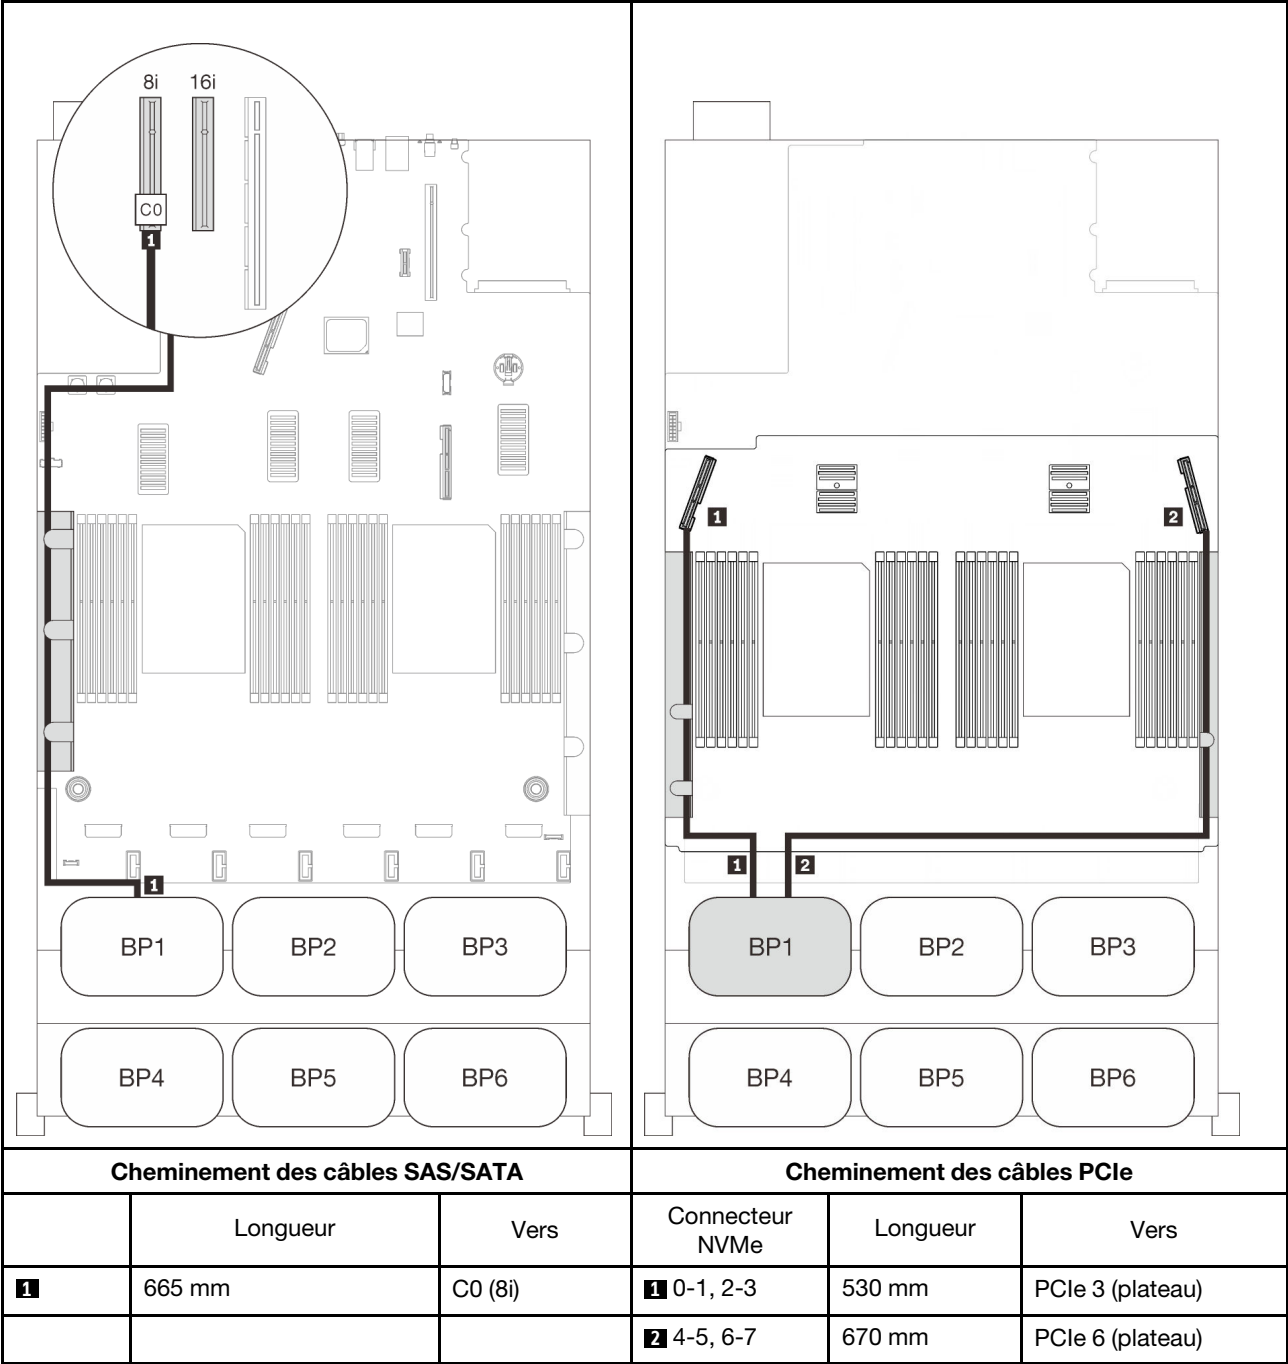 8i 16i
C0
1
1
BP1 BP2 BP3
BP4 BP5 BP6
1 2
1 2
BP1 BP2 BP3
BP4 BP5 BP6
Cheminement des câbles SAS/SATA
Longueur Vers
1 665 mm C0 (8i)
Cheminement des câbles PCIe
Connecteur NVMe Longueur Vers
1 0-1, 2-3 530 mm PCIe 3 (plateau)
2 4-5, 6-7 670 mm PCIe 6 (plateau)